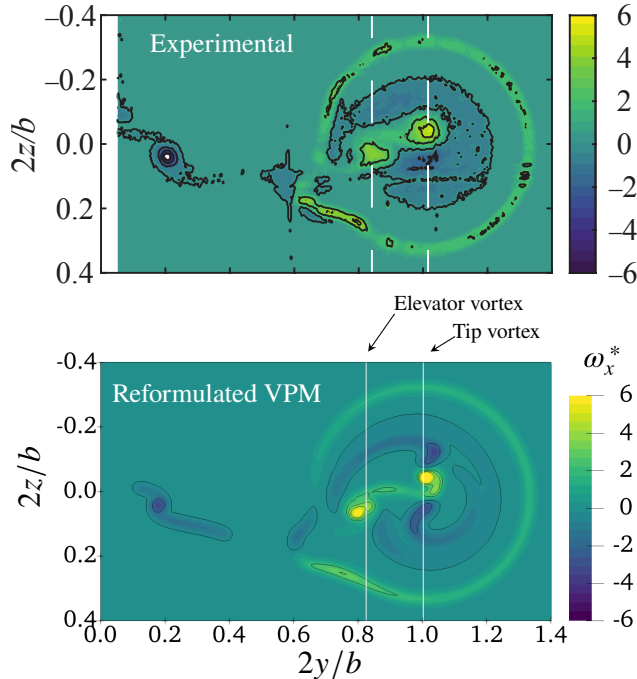 −0.4
Experimental
−0.2
0.0
0.2
0.4
2z/b
6
4
2
0
−2
−4
−6
Elevator vortex
Tip vortex
-0.4
Reformulated VPM
-0.2
0.0
0.2
0.4
2z/b
0.0 0.2 0.4 0.6 0.8 1.0 1.2 1.4
2y/b
ω*ₓ
6
4
2
0
-2
-4
-6